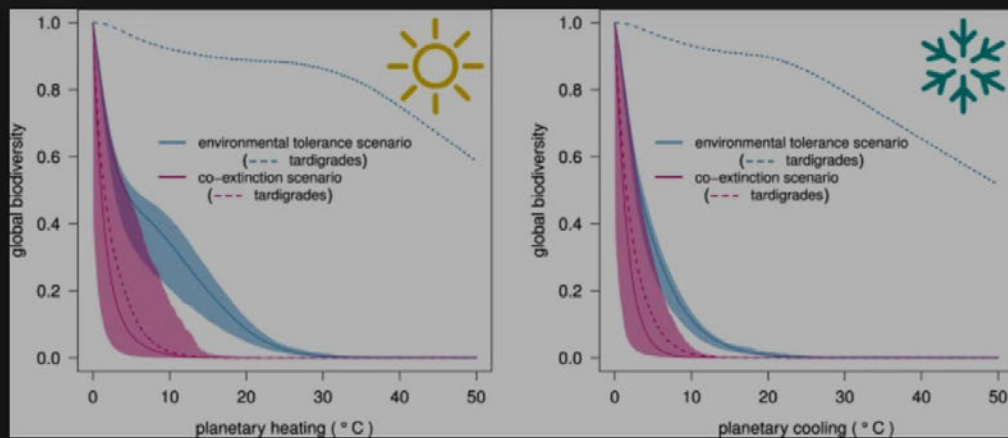 1.0
0.8
0.6
0.4
0.2
0.0
global biodiversity
environmental tolerance scenario
(--- tardigrades)
co-extinction scenario
(--- tardigrades)
0 10 20 30 40 50
planetary heating (°C)
1.0
0.8
0.6
0.4
0.2
0.0
global biodiversity
environmental tolerance scenario
(--- tardigrades)
co-extinction scenario
(--- tardigrades)
0 10 20 30 40 50
planetary cooling (°C)